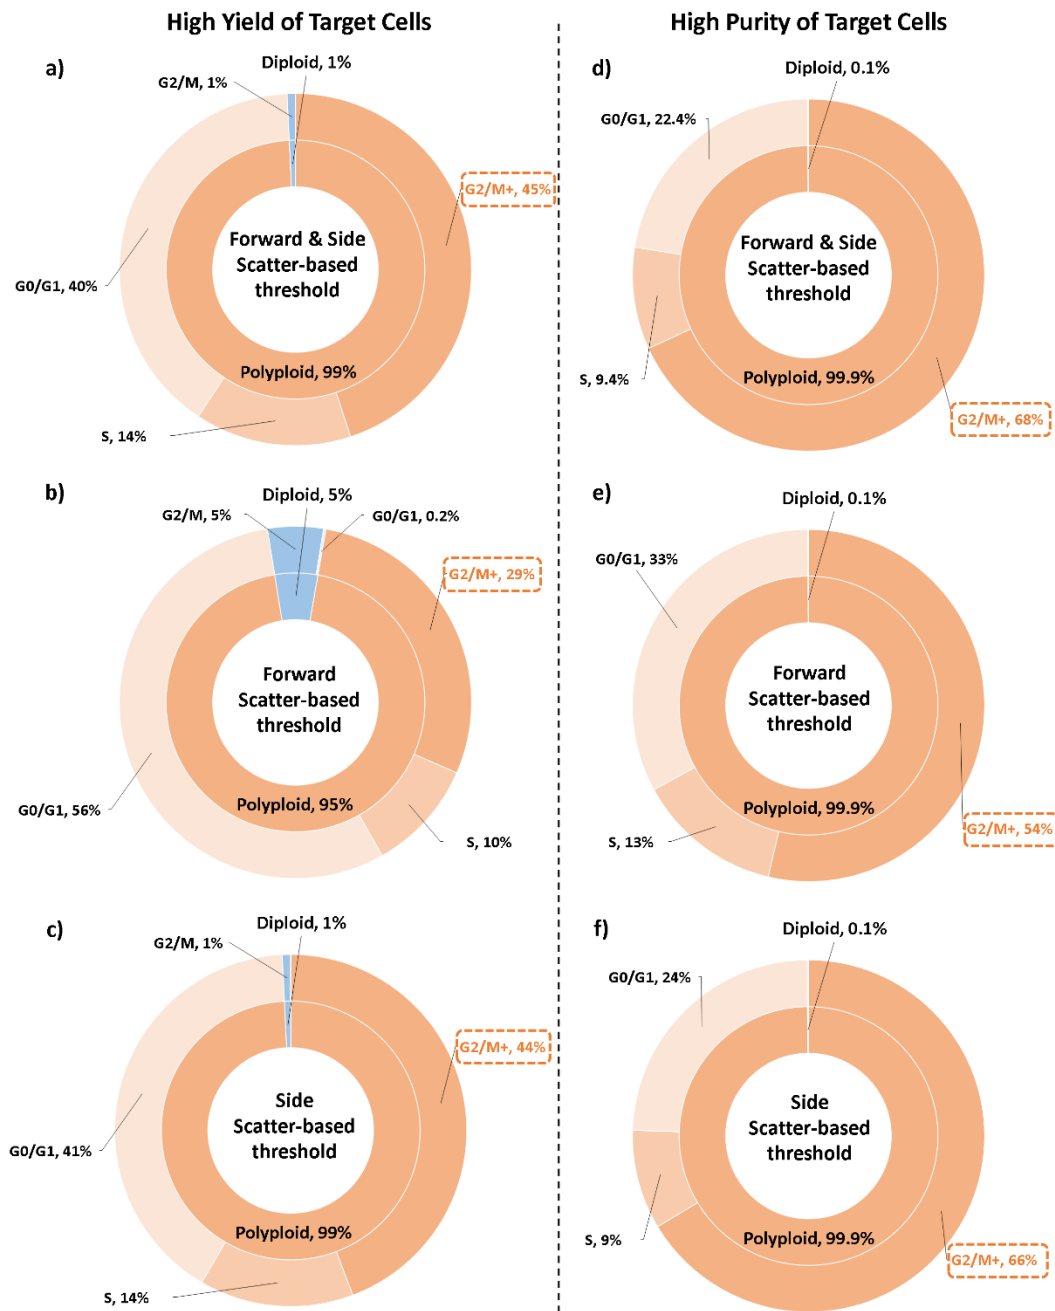 High Yield of Target Cells
High Purity of Target Cells
a)
Diploid, 1%
G2/M, 1%
G2/M+, 45%
Forward & Side
Scatter-based
threshold
G0/G1, 40%
Polyploid, 99%
S, 14%
d)
Diploid, 0.1%
G0/G1, 22.4%
Forward & Side
Scatter-based
threshold
S, 9.4%
Polyploid, 99.9%
G2/M+, 68%
b)
Diploid, 5%
G2/M, 5%
G0/G1, 0.2%
G2/M+, 29%
Forward
Scatter-based
threshold
G0/G1, 56%
Polyploid, 95%
S, 10%
e)
Diploid, 0.1%
G0/G1, 33%
Forward
Scatter-based
threshold
Polyploid, 99.9%
G2/M+, 54%
S, 13%
c)
Diploid, 1%
G2/M, 1%
G2/M+, 44%
Side
Scatter-based
threshold
G0/G1, 41%
Polyploid, 99%
S, 14%
f)
Diploid, 0.1%
G0/G1, 24%
Side
Scatter-based
threshold
S, 9%
Polyploid, 99.9%
G2/M+, 66%